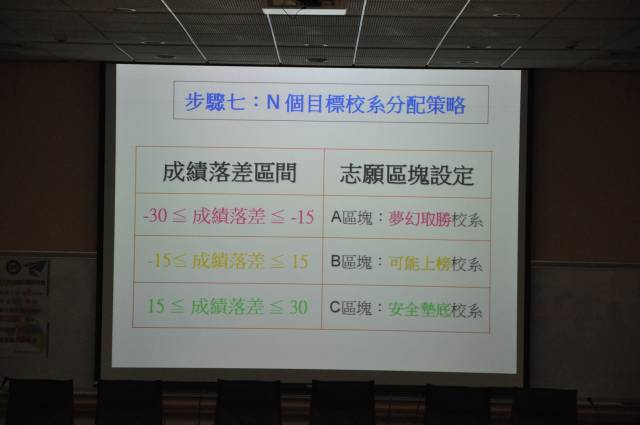 步驟七：N 個目標校系分配策略
成績落差區間 志願區塊設定
-30 ≦ 成績落差 ≦ -15 A區塊：夢幻取勝校系
-15 ≦ 成績落差 ≦ 15 B區塊：可能上榜校系
15 ≦ 成績落差 ≦ 30 C區塊：安全墊底校系